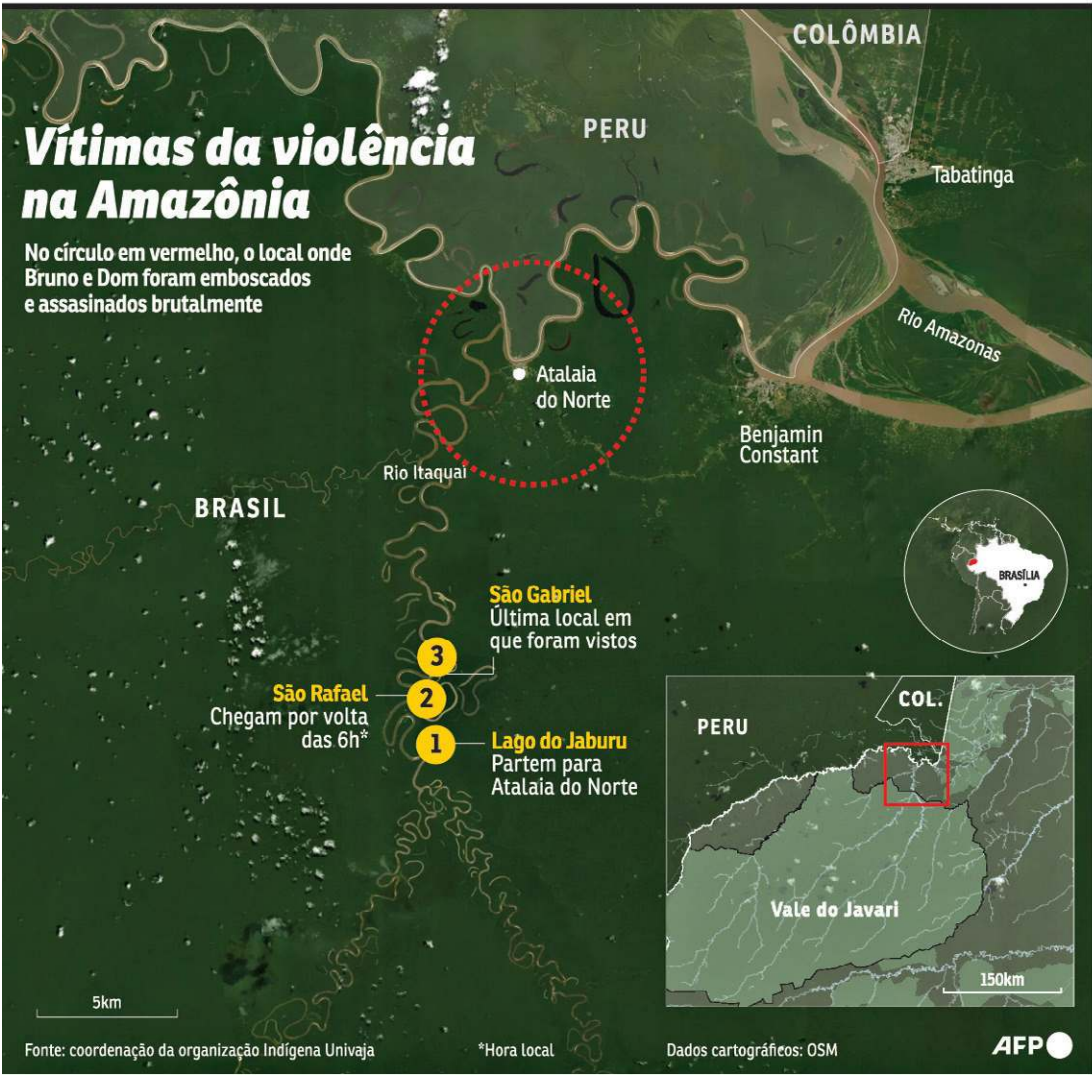 COLÔMBIA
PERU
Vítimas da violência
na Amazônia
Tabatinga
No círculo em vermelho, o local onde
Bruno e Dom foram emboscados
e assasinados brutalmente
Rio Amazonas
Atalaia
do Norte
Benjamin
Constant
Rio Itaquai
BRASIL
BRASÍLIA
São Gabriel
Última local em
que foram vistos
3
São Rafael
Chegam por volta
das 6h*
2
1
Lago do Jaburu
Partem para
Atalaia do Norte
COL.
PERU
Vale do Javari
150km
5km
Fonte: coordenação da organização Indígena Univaja
*Hora local
Dados cartográficos: OSM
AFP